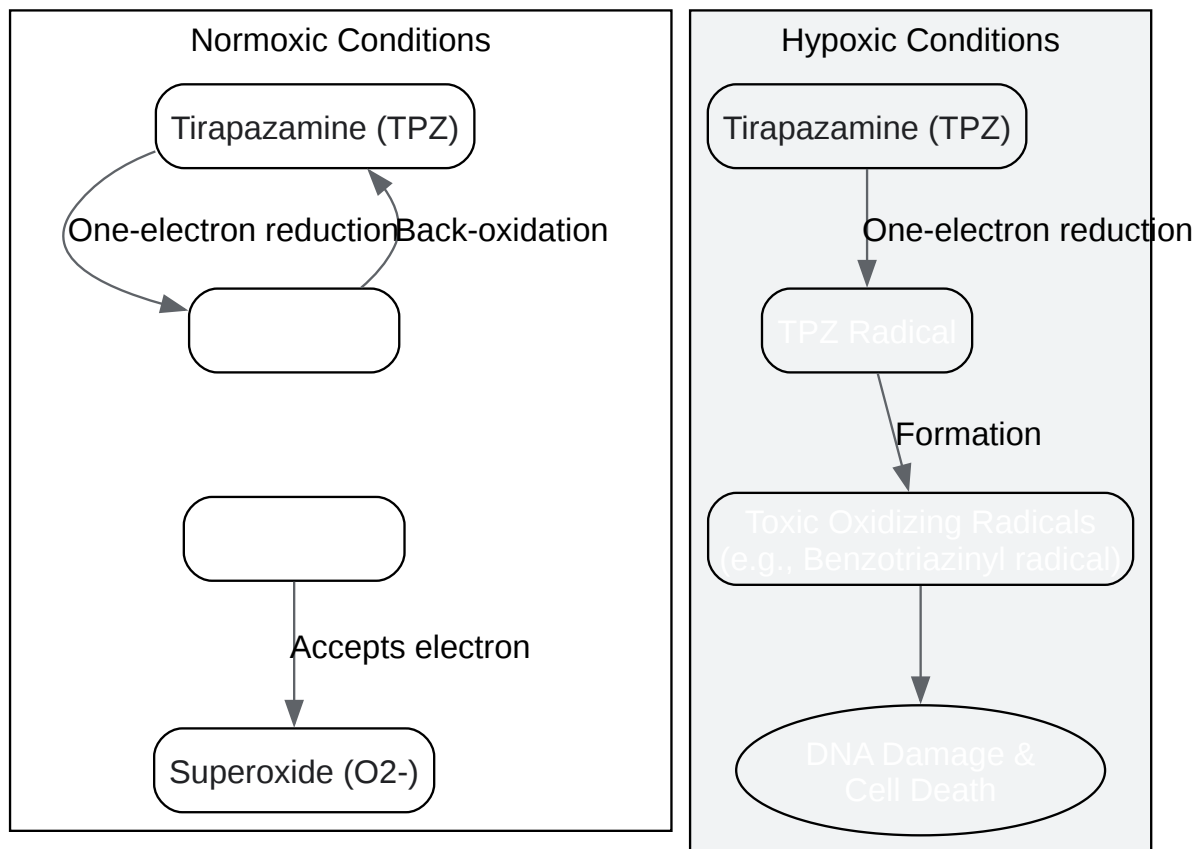 Normoxic Conditions
Tirapazamine (TPZ)
One-electron reduction
Back-oxidation
Accepts electron
Superoxide (O2-)
Hypoxic Conditions
Tirapazamine (TPZ)
One-electron reduction
TPZ Radical
Formation
Toxic Oxidizing Radicals
(e.g., Benzotriazinyl radical)
DNA Damage &
Cell Death